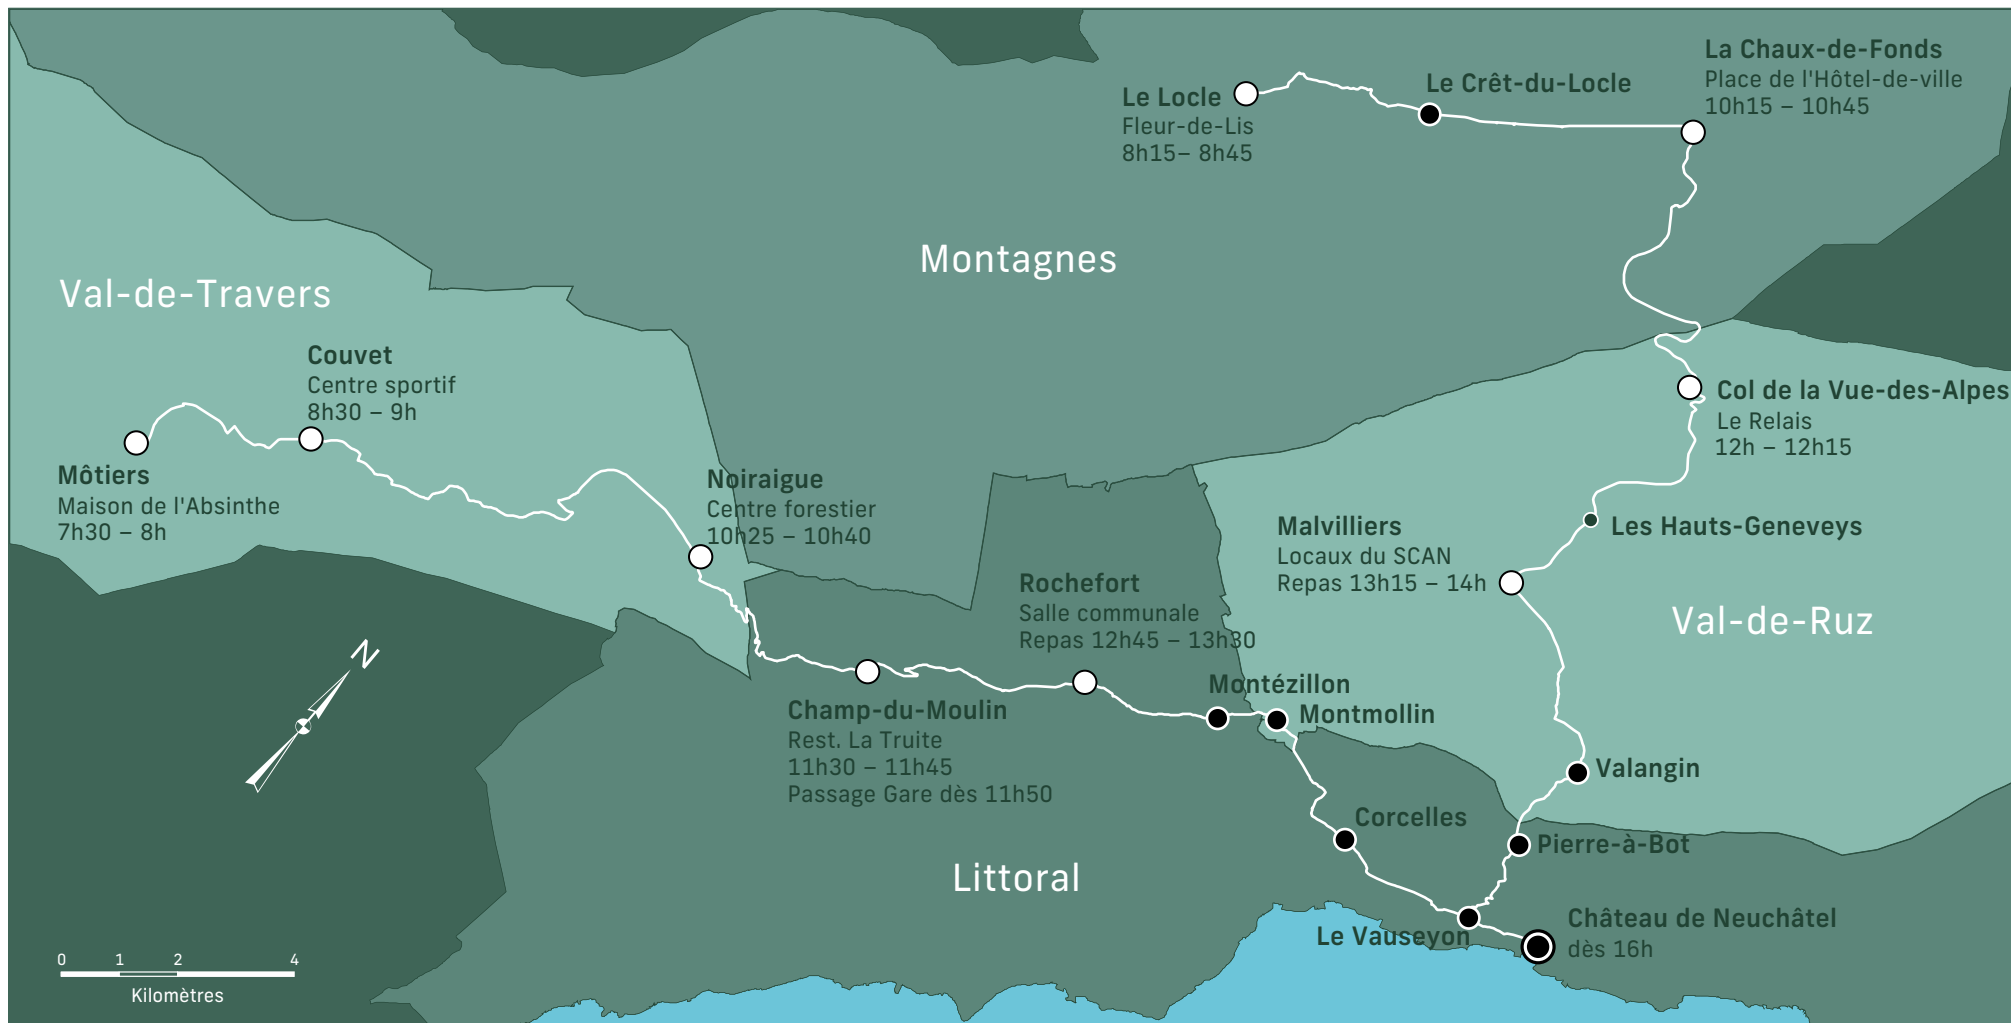 La Chaux-de-Fonds
Place de l'Hôtel-de-ville
10h15 – 10h45
Le Crêt-du-Locle
Le Locle
Fleur-de-Lis
8h15– 8h45
Montagnes
Val-de-Travers
Couvet
Centre sportif
8h30 – 9h
Môtiers
Maison de l'Absinthe
7h30 – 8h
Noiraigue
Centre forestier
10h25 – 10h40
Col de la Vue-des-Alpes
Le Relais
12h – 12h15
Les Hauts-Geneveys
Malvilliers
Locaux du SCAN
Repas 13h15 – 14h
Val-de-Ruz
Rochefort
Salle communale
Repas 12h45 – 13h30
Montézillon
Montmollin
Champ-du-Moulin
Rest. La Truite
11h30 – 11h45
Passage Gare dès 11h50
Valangin
Corcelles
Pierre-à-Bot
Littoral
Le Vauseyon
Château de Neuchâtel
dès 16h
N
0 1 2 4
Kilomètres